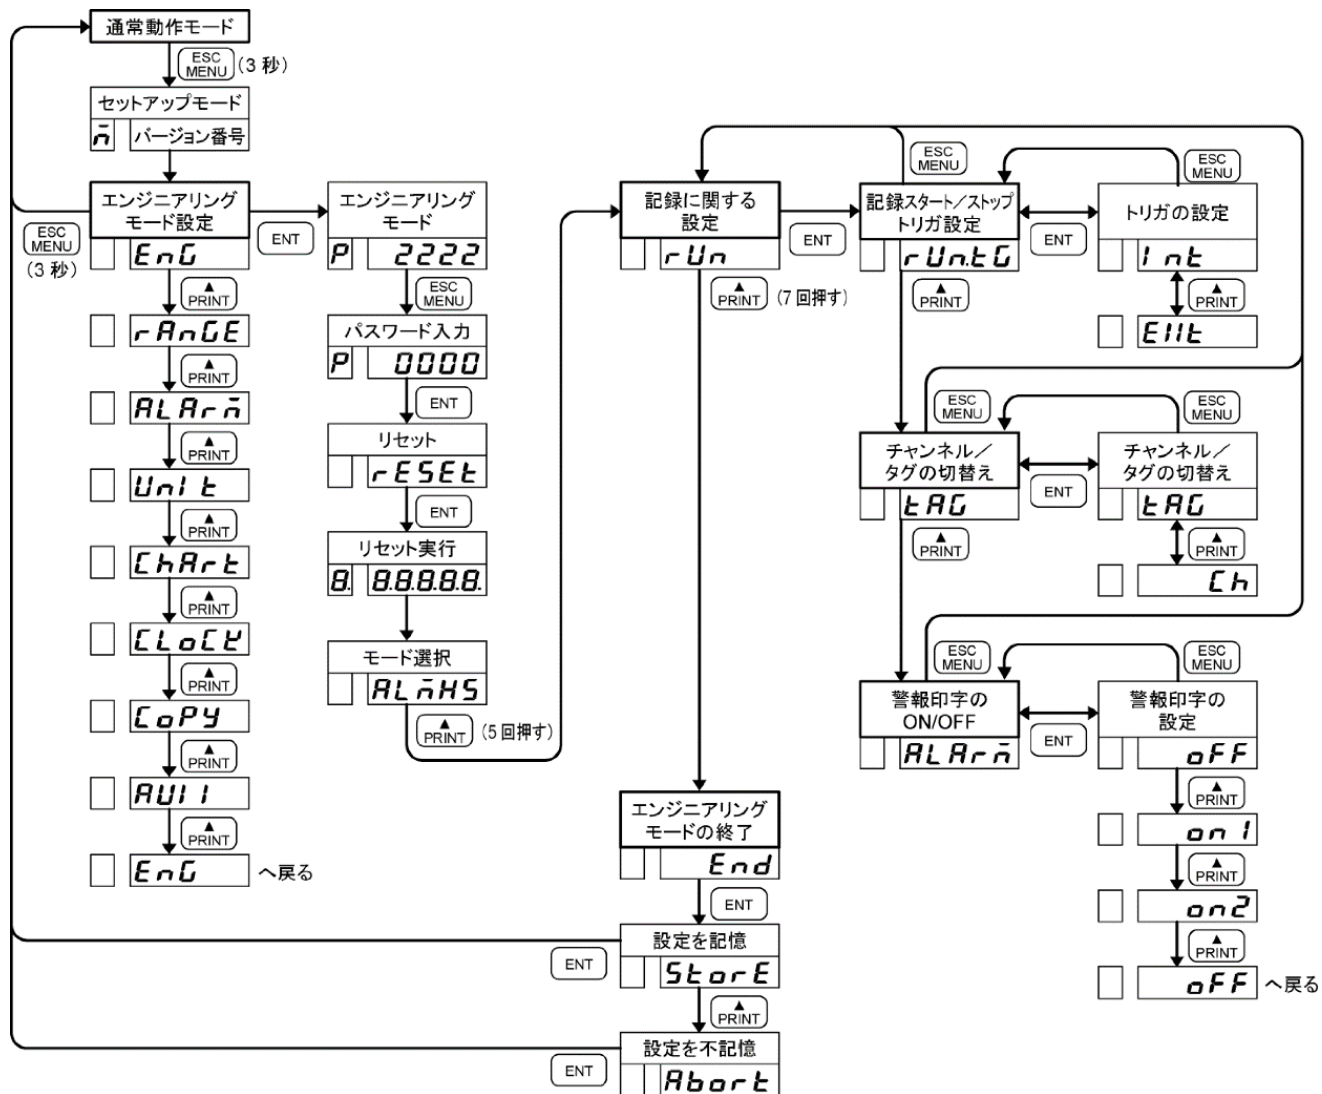 通常動作モード
ESC
MENU
(3 秒)
セットアップモード
バージョン番号
エンジニアリング
モード設定
ESC
MENU
(3 秒)
EnG
ENT
▲
PRINT
rAnGE
▲
PRINT
ALArm
▲
PRINT
UnIt
▲
PRINT
ChArt
▲
PRINT
CLoCK
▲
PRINT
CoPY
▲
PRINT
▲
PRINT
EnG
へ戻る
エンジニアリング
モード
P 2222
ESC
MENU
パスワード入力
P 0000
ENT
リセット
rESEt
ENT
リセット実行
8. 8.8.8.8.8.
モード選択
ALmHS
▲
PRINT
(5 回押す)
記録に関する
設定
rUn
ENT
▲
PRINT
(7 回押す)
エンジニアリング
モードの終了
End
ENT
設定を記憶
StorE
ENT
▲
PRINT
設定を不記憶
Abort
ENT
ESC
MENU
記録スタート/ストップ
トリガ設定
rUn.tG
ENT
▲
PRINT
ESC
MENU
トリガの設定
Int
▲
PRINT
ESC
MENU
チャンネル/
タグの切替え
tAG
ENT
▲
PRINT
ESC
MENU
チャンネル/
タグの切替え
tAG
▲
PRINT
Ch
ESC
MENU
警報印字の
ON/OFF
ALArm
ENT
ESC
MENU
警報印字の
設定
oFF
▲
PRINT
on1
▲
PRINT
on2
▲
PRINT
oFF
へ戻る